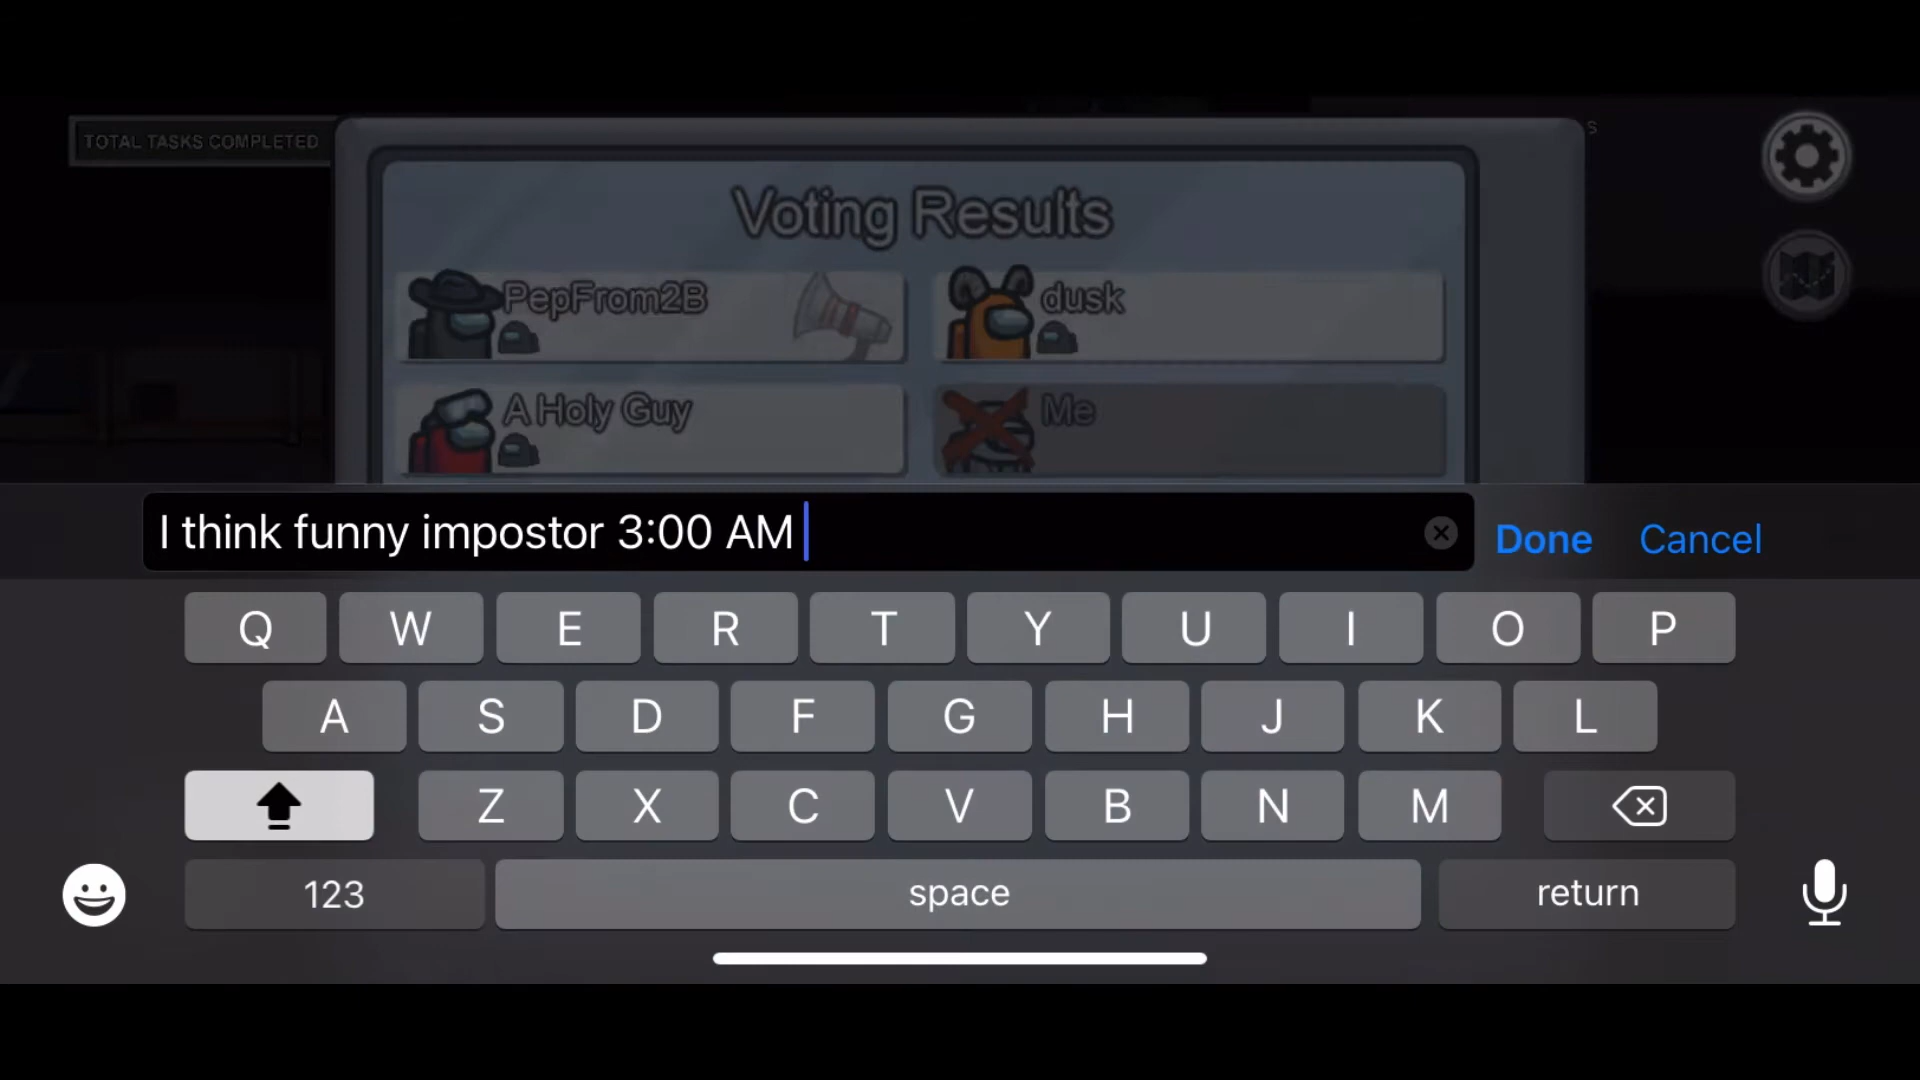 TOTAL TASKS COMPLETED
s
Voting Results
PepFrom2B
dusk
A Holy Guy
Me
I think funny impostor 3:00 AM
Done
Cancel
Q W E R T Y U I O P
A S D F G H J K L
Z X C V B N M
123
space
return